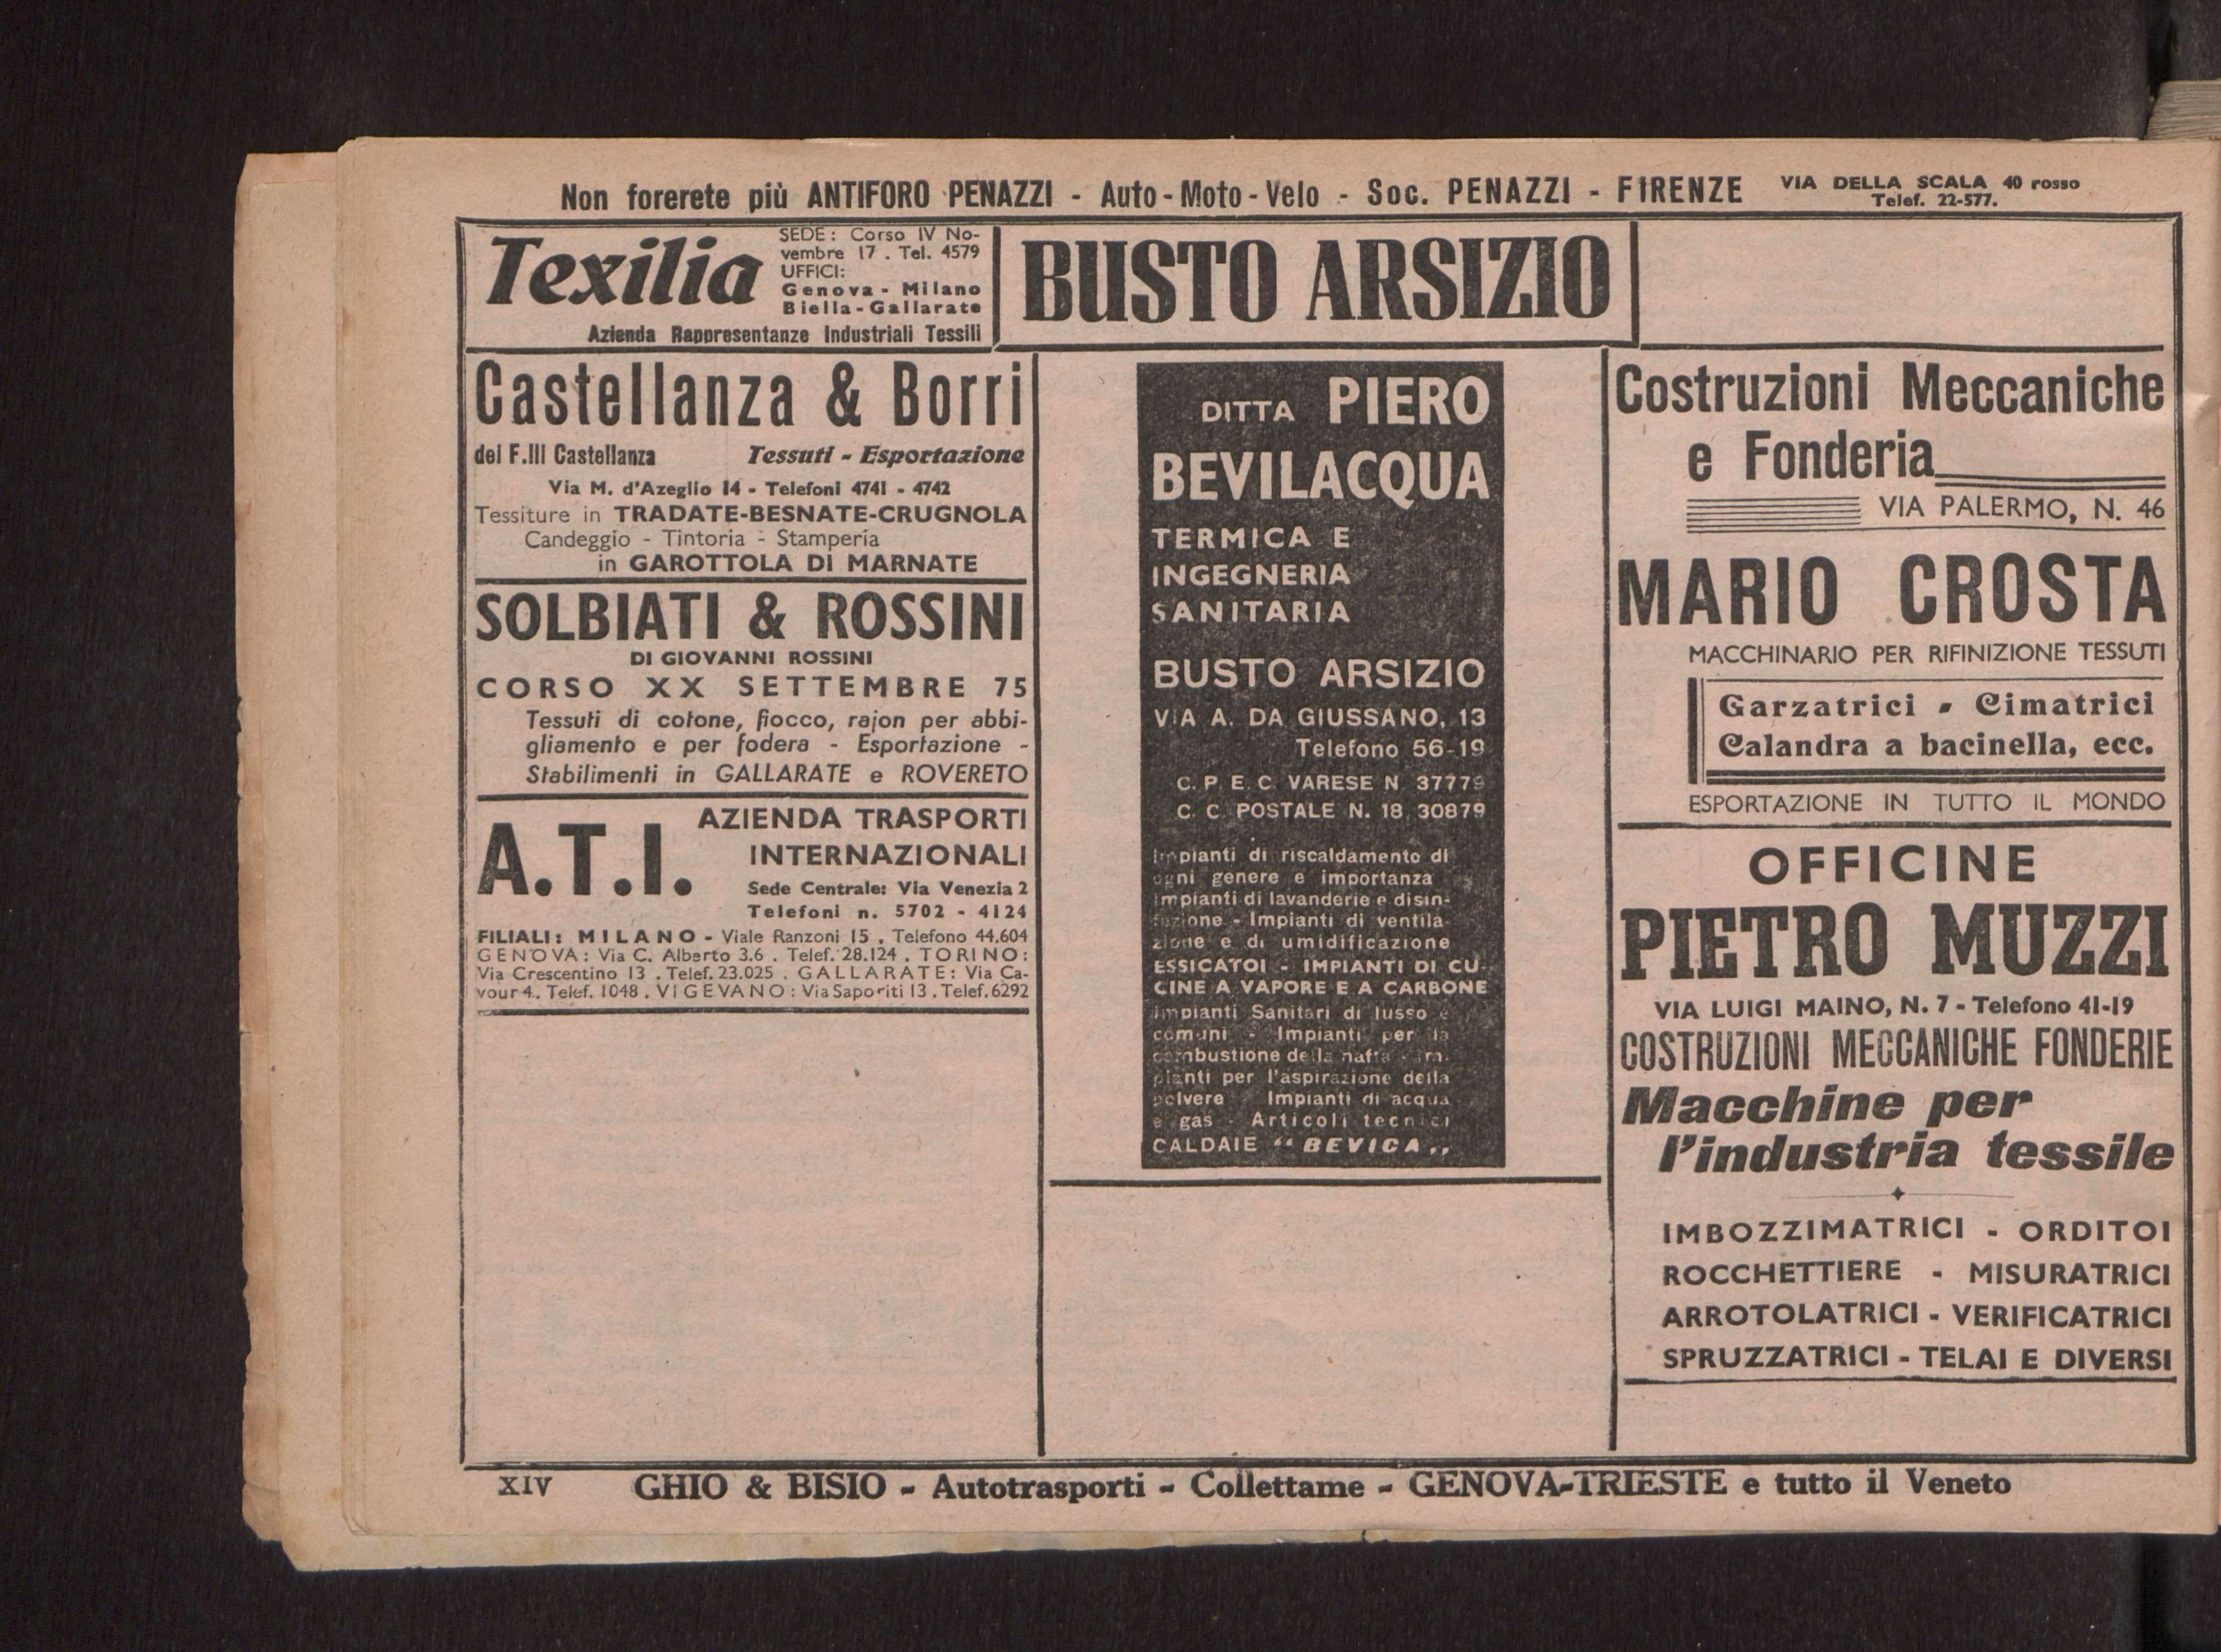 Non forerete più ANTIFORO PENAZZI - Auto - Moto - Velo - Soc. PENAZZI - FIRENZE VIA DELLA SCALA 40 rosso
Telef. 22-577.
Texilia
SEDE: Corso IV No-
vembre 17 . Tel. 4579
UFFICI:
Genova - Milano
Biella - Gallarate
Azienda Rappresentanze Industriali Tessili
BUSTO ARSIZIO
Castellanza & Borri
dei F.lli Castellanza Tessuti - Esportazione
Via M. d'Azeglio 14 - Telefoni 4741 - 4742
Tessiture in TRADATE-BESNATE-CRUGNOLA
Candeggio - Tintoria - Stamperia
in GAROTTOLA DI MARNATE
SOLBIATI & ROSSINI
DI GIOVANNI ROSSINI
CORSO XX SETTEMBRE 75
Tessuti di cotone, fiocco, rajon per abbi-
gliamento e per fodera - Esportazione -
Stabilimenti in GALLARATE e ROVERETO
A.T.I.
AZIENDA TRASPORTI
INTERNAZIONALI
Sede Centrale: Via Venezia 2
Telefoni n. 5702 - 4124
FILIALI: MILANO - Viale Ranzoni 15 . Telefono 44.604
GENOVA: Via C. Alberto 3.6 . Telef. 28.124 . TORINO:
Via Crescentino 13 . Telef. 23.025 . GALLARATE: Via Ca-
vour 4. Telef. 1048 . VIGEVANO: Via Saporiti 13 . Telef. 6292
DITTA PIERO
BEVILACQUA
TERMICA E
INGEGNERIA
SANITARIA
BUSTO ARSIZIO
VIA A. DA GIUSSANO, 13
Telefono 56-19
C. P. E. C. VARESE N 37779
C. C. POSTALE N. 18 30879
Impianti di riscaldamento di
ogni genere e importanza
Impianti di lavanderie e disin-
fezione - Impianti di ventila
zione e di umidificazione
ESSICATOI - IMPIANTI DI CU-
CINE A VAPORE E A CARBONE
Impianti Sanitari di lusso e
comuni - Impianti per la
combustione della nafta - im.
pianti per l'aspirazione della
polvere - Impianti di acqua
e gas - Articoli tecnici
CALDAIE “ BEVICA „
Costruzioni Meccaniche
e Fonderia
VIA PALERMO, N. 46
MARIO CROSTA
MACCHINARIO PER RIFINIZIONE TESSUTI
Garzatrici - Cimatrici
Calandra a bacinella, ecc.
ESPORTAZIONE IN TUTTO IL MONDO
OFFICINE
PIETRO MUZZI
VIA LUIGI MAINO, N. 7 - Telefono 41-19
COSTRUZIONI MECCANICHE FONDERIE
Macchine per
l'industria tessile
IMBOZZIMATRICI - ORDITOI
ROCCHETTIERE - MISURATRICI
ARROTOLATRICI - VERIFICATRICI
SPRUZZATRICI - TELAI E DIVERSI
XIV GHIO & BISIO - Autotrasporti - Collettame - GENOVA-TRIESTE e tutto il Veneto